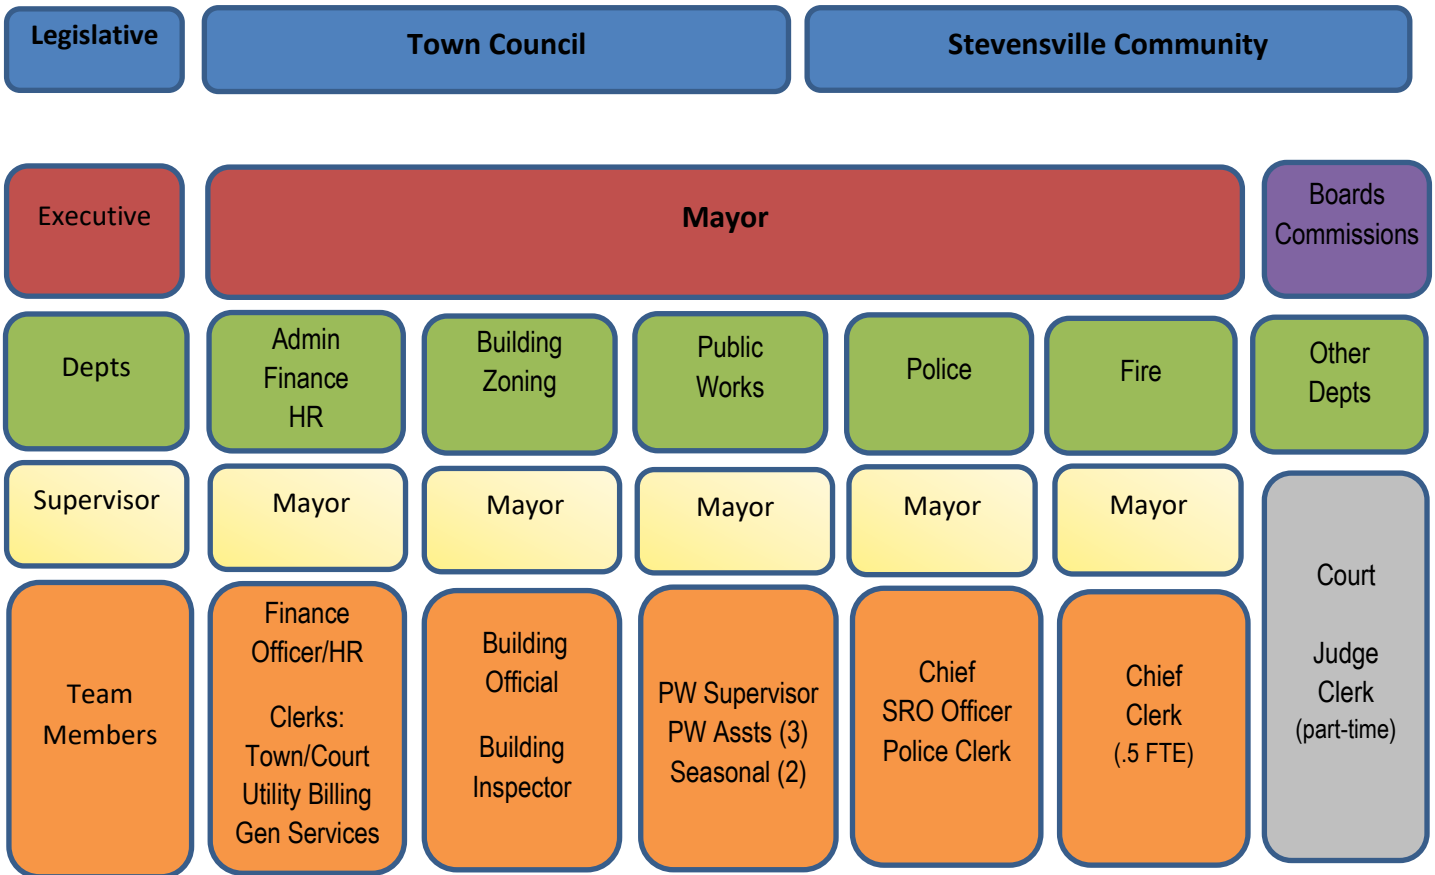 Legislative
Town Council
Stevensville Community
Executive
Mayor
Boards
Commissions
Depts
Admin
Finance
HR
Building
Zoning
Public
Works
Police
Fire
Other
Depts
Supervisor
Mayor
Mayor
Mayor
Mayor
Mayor
Team
Members
Finance
Officer/HR
Clerks:
Town/Court
Utility Billing
Gen Services
Building
Official
Building
Inspector
PW Supervisor
PW Assts (3)
Seasonal (2)
Chief
SRO Officer
Police Clerk
Chief
Clerk
(.5 FTE)
Court
Judge
Clerk
(part-time)